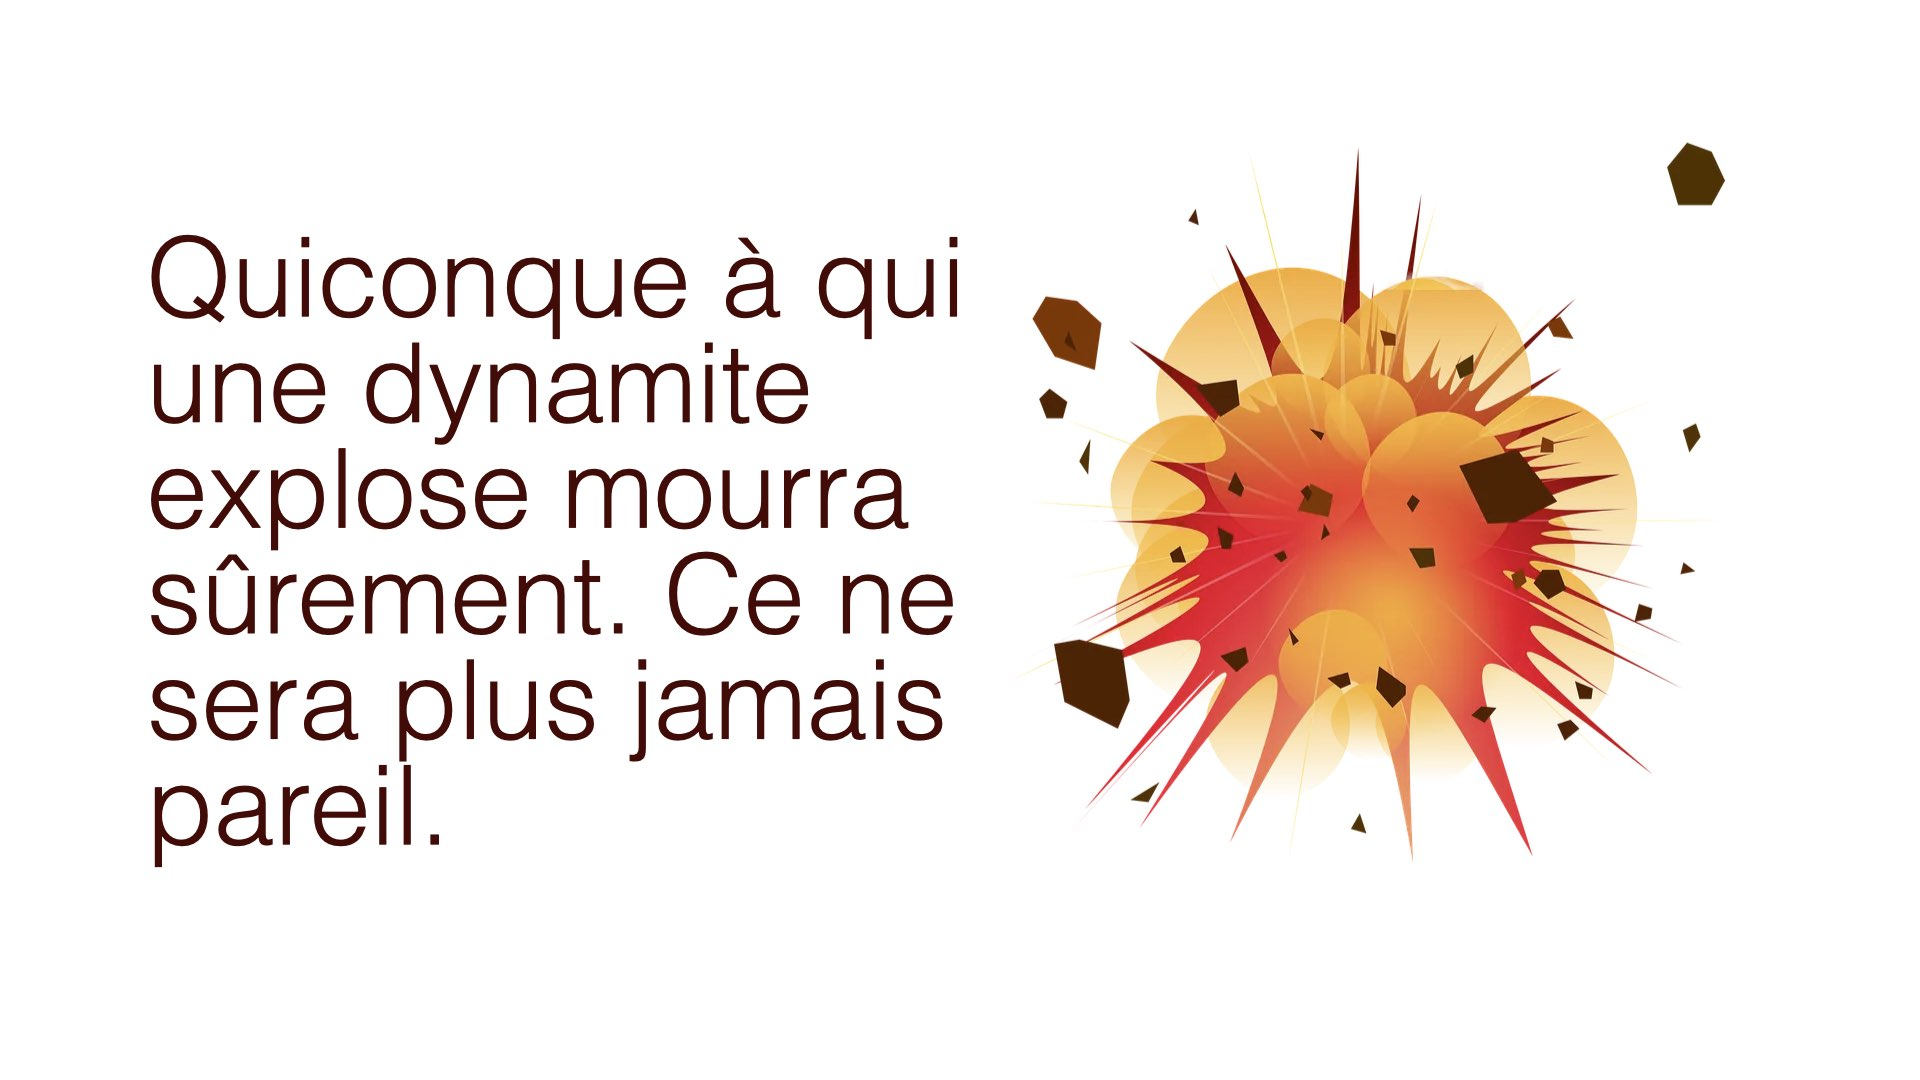 Quiconque à qui
une dynamite
explose mourra
sûrement. Ce ne
sera plus jamais
pareil.